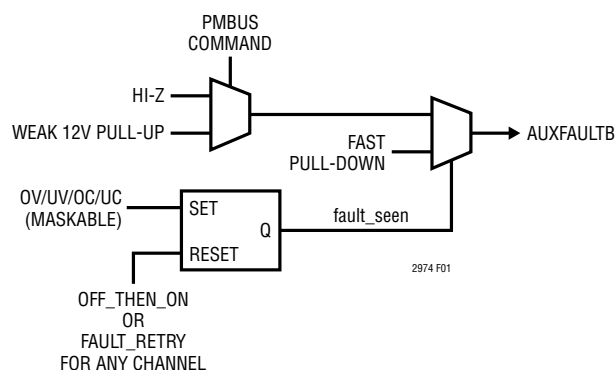 PMBUS
COMMAND
HI-Z
WEAK 12V PULL-UP
AUXFAULTB
FAST
PULL-DOWN
OV/UV/OC/UC
(MASKABLE)
SET
Q
RESET
fault_seen
2974 F01
OFF_THEN_ON
OR
FAULT_RETRY
FOR ANY CHANNEL